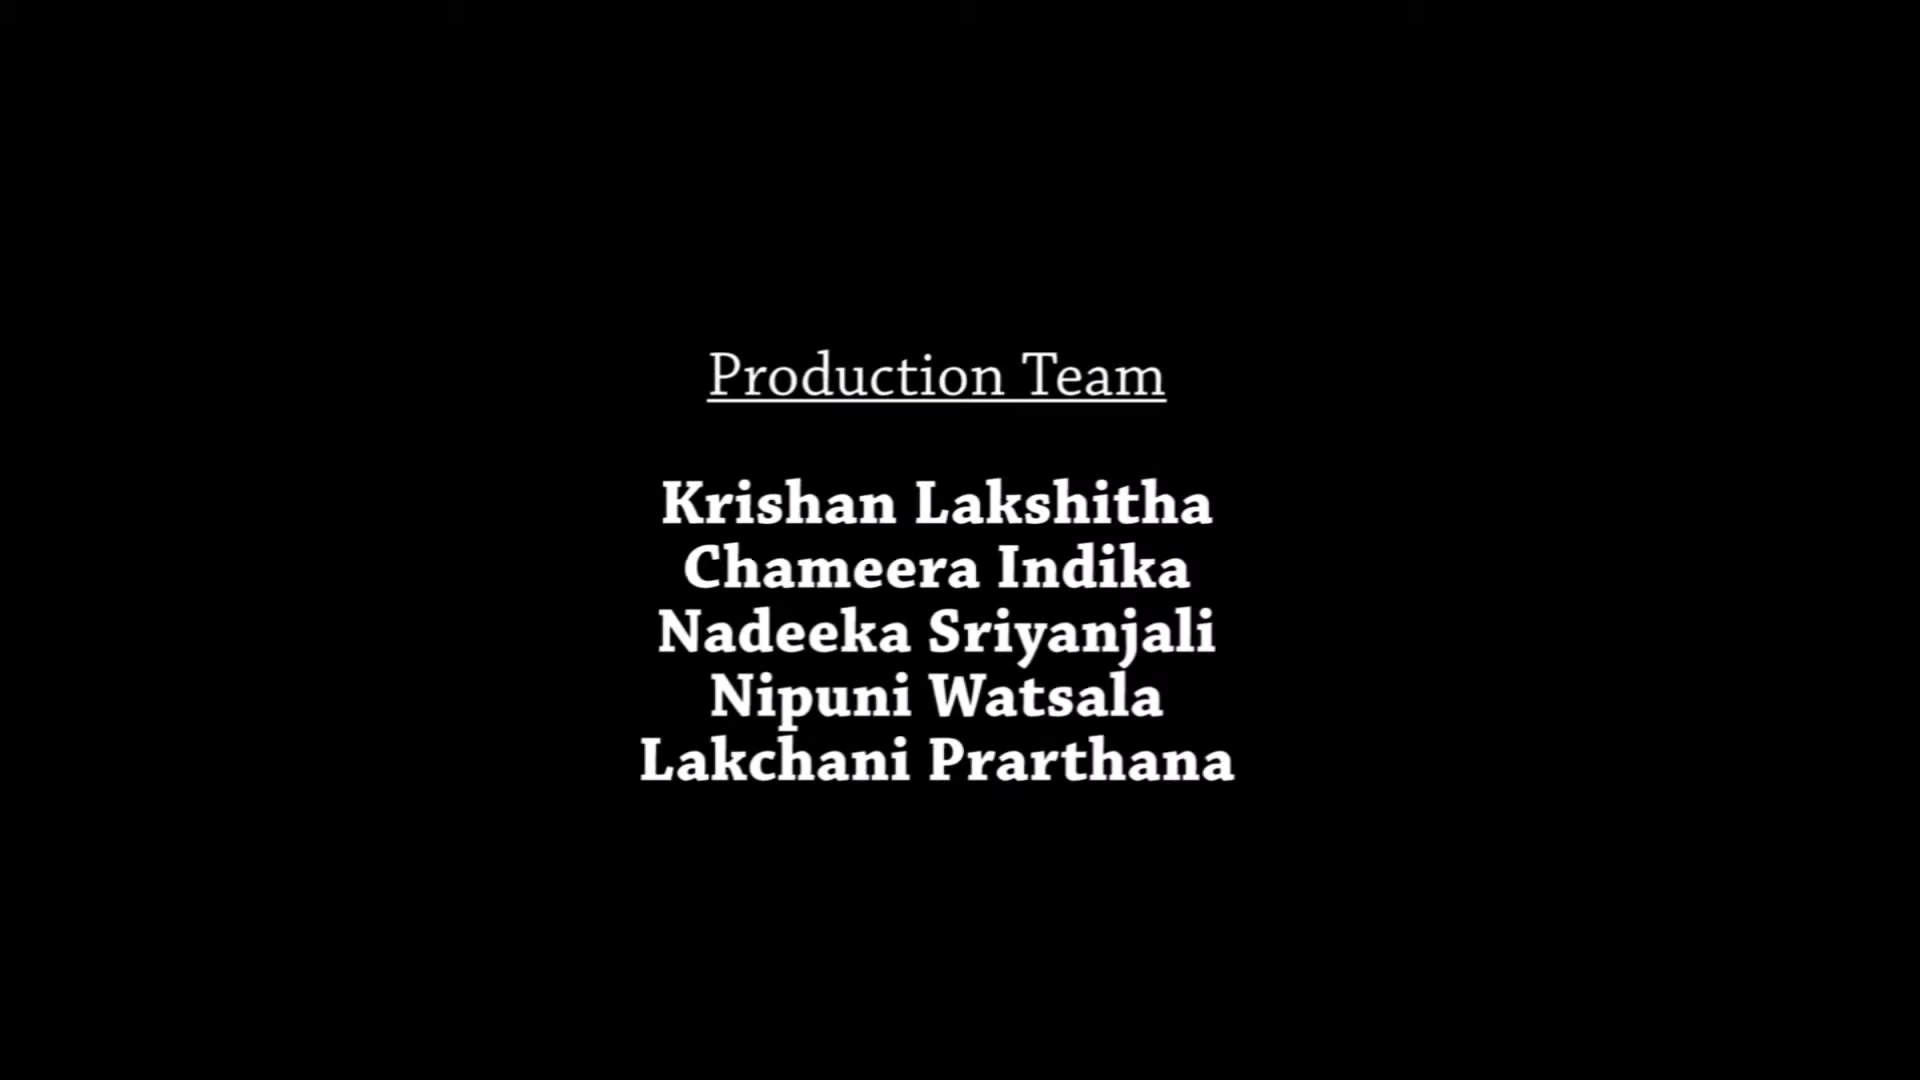 Production Team
Krishan Lakshitha
Chameera Indika
Nadeeka Sriyanjali
Nipuni Watsala
Lakchani Prarthana